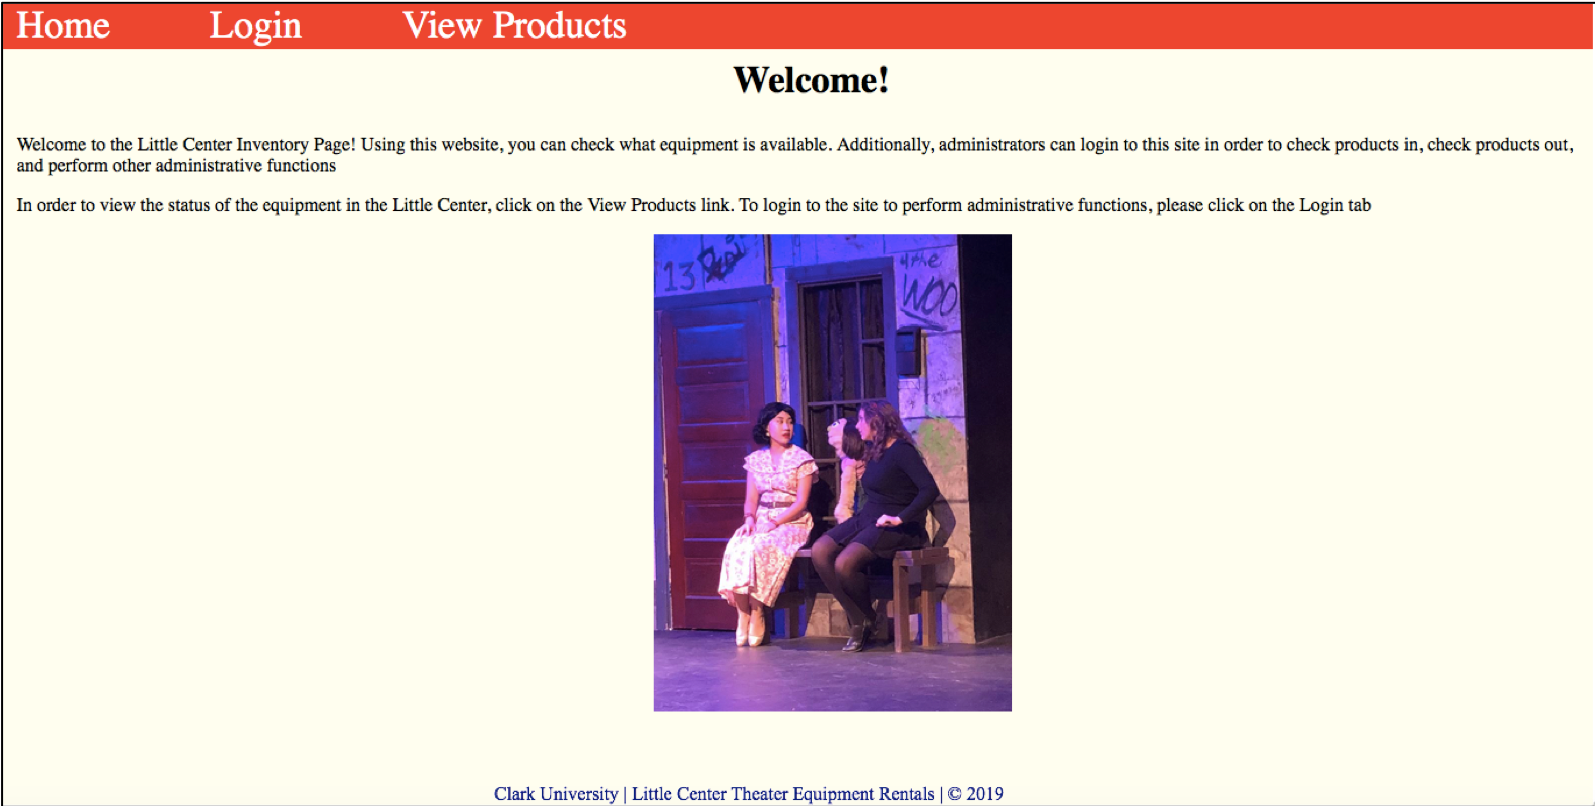 Home Login View Products
Welcome!
Welcome to the Little Center Inventory Page! Using this website, you can check what equipment is available. Additionally, administrators can login to this site in order to check products in, check products out,
and perform other administrative functions
In order to view the status of the equipment in the Little Center, click on the View Products link. To login to the site to perform administrative functions, please click on the Login tab
13
4 the
WOO
Clark University | Little Center Theater Equipment Rentals | © 2019